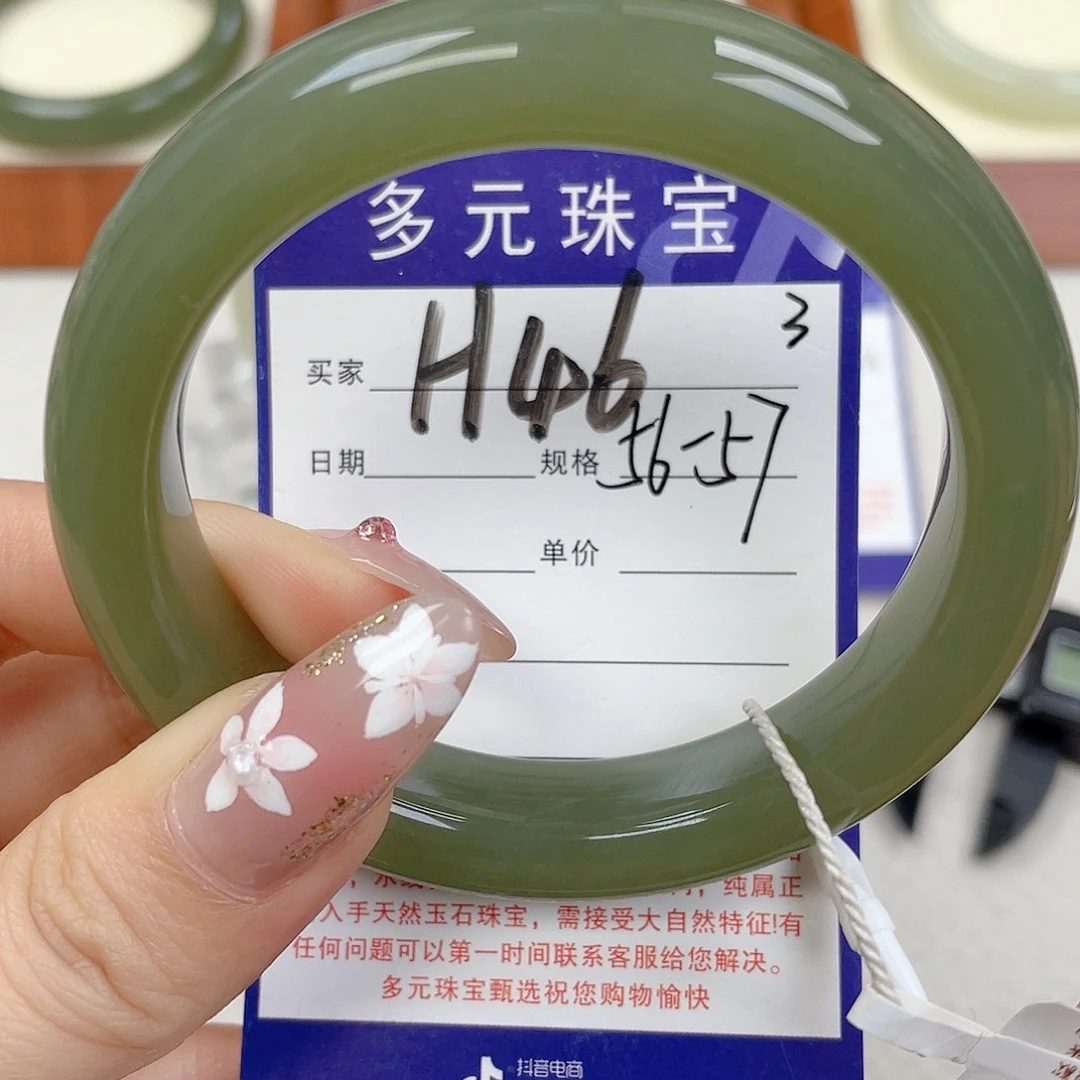 多元珠宝
3
买家 H46
日期 规格 56-57
单价
纯属正
入手天然玉石珠宝，需接受大自然特征!有
任何问题可以第一时间联系客服给您解决。
多元珠宝甄选祝您购物愉快
抖音电商